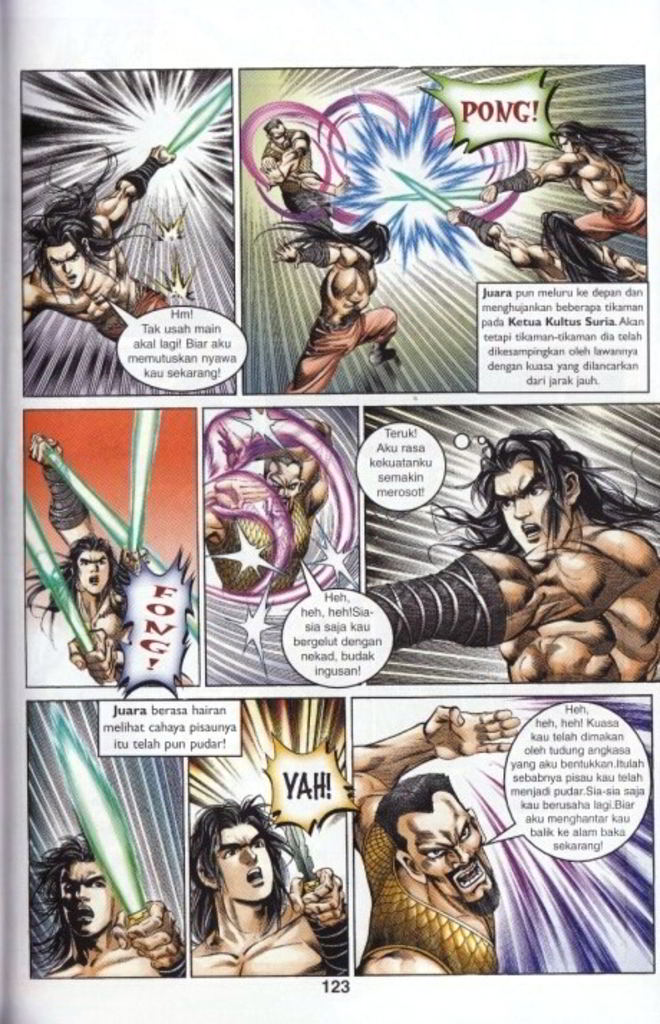 Hm!
Tak usah main
akal lagi! Biar aku
memutuskan nyawa
kau sekarang!
PONG!
Juara pun meluru ke depan dan
menghujankan beberapa tikaman
pada Ketua Kultus Suria. Akan
tetapi tikaman-tikaman dia telah
dikesampingkan oleh lawannya
dengan kuasa yang dilancarkan
dari jarak jauh.
FONG!
Heh,
heh, heh!Sia-
sia saja kau
bergelut dengan
nekad, budak
ingusan!
Teruk!
Aku rasa
kekuatanku
semakin
merosot!
Juara berasa hairan
melihat cahaya pisaunya
itu telah pun pudar!
YAH!
Heh,
heh, heh! Kuasa
kau telah dimakan
oleh tudung angkasa
yang aku bentukkan.Itulah
sebabnya pisau kau telah
menjadi pudar.Sia-sia saja
kau berusaha lagi.Biar
aku menghantar kau
balik ke alam baka
sekarang!
123